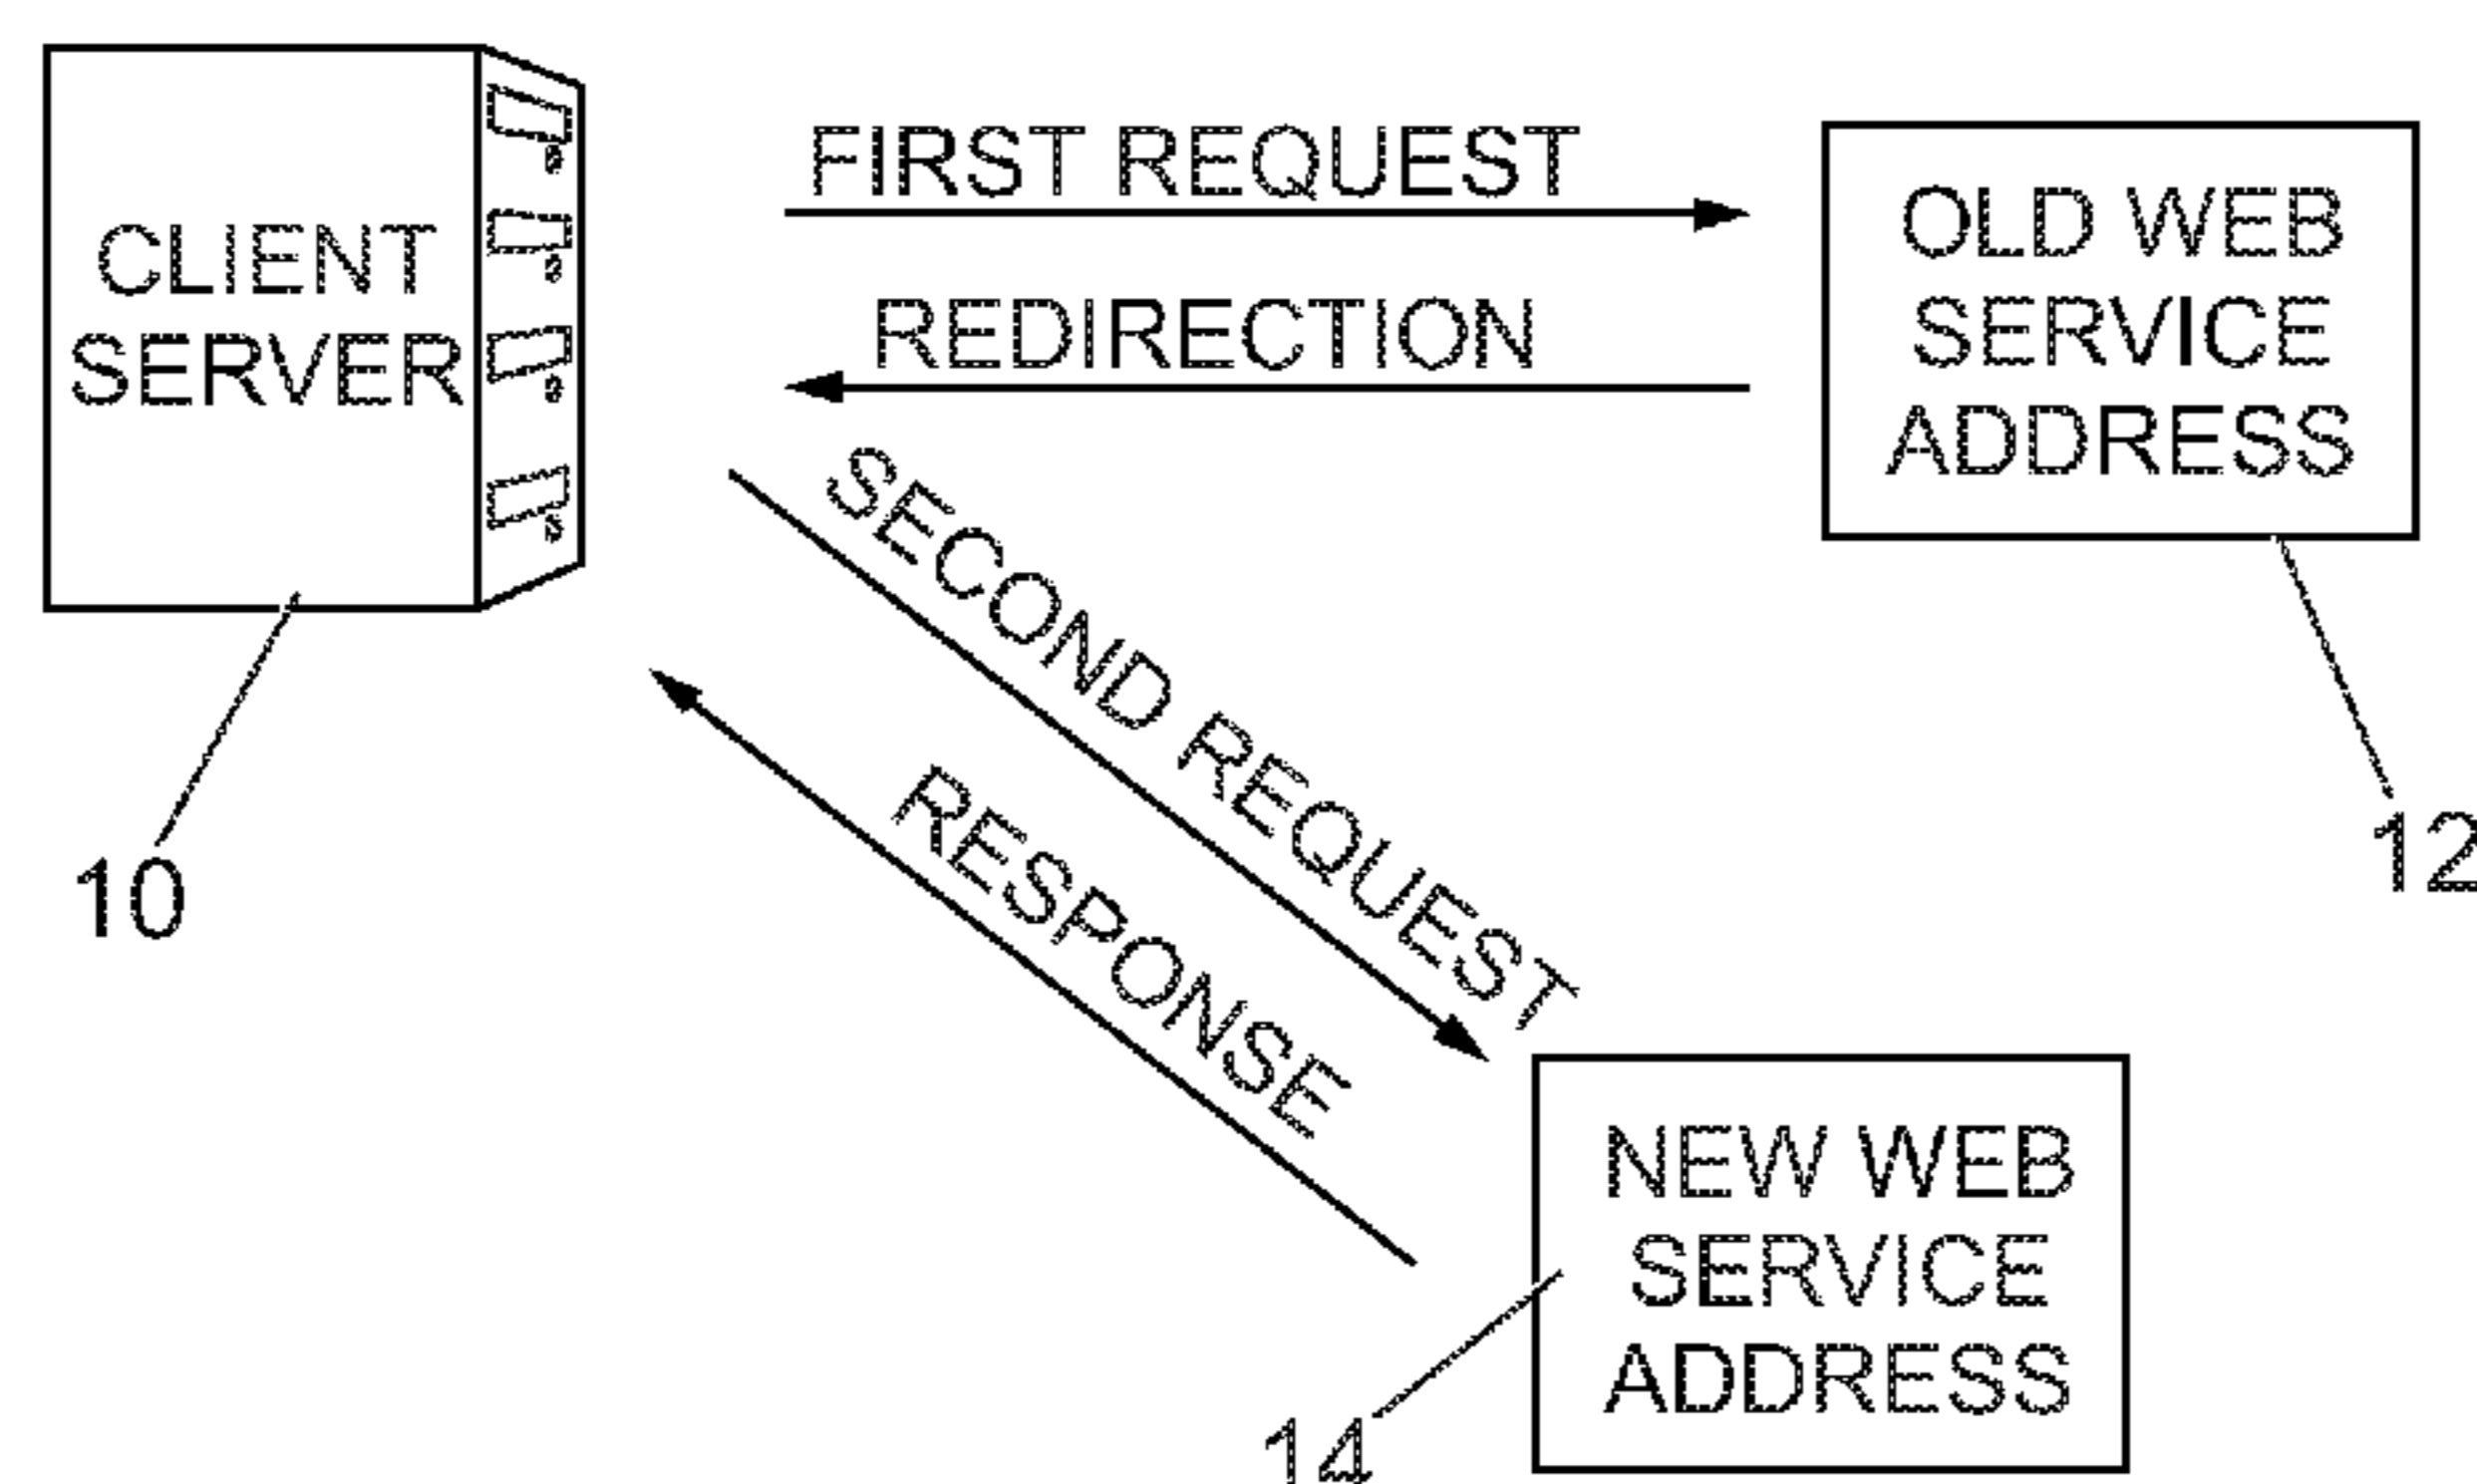 CLIENT
SERVER
FIRST REQUEST
REDIRECTION
OLD WEB
SERVICE
ADDRESS
SECOND REQUEST
RESPONSE
10
12
NEW WEB
SERVICE
ADDRESS
14